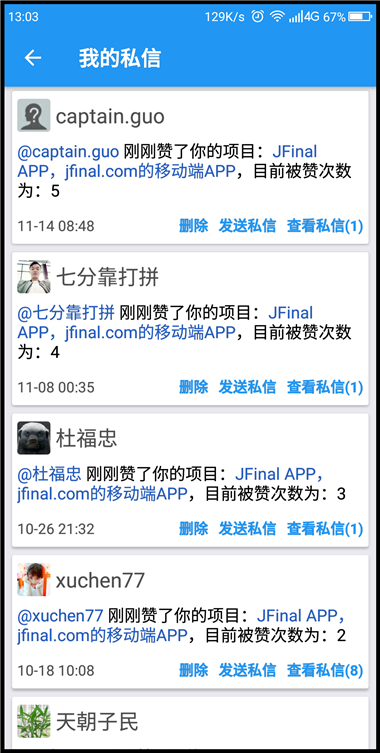 13:03 129K/s 4G 67%
我的私信
captain.guo
@captain.guo 刚刚赞了你的项目：JFinal
APP，jfinal.com的移动端APP，目前被赞次数
为：5
11-14 08:48 删除 发送私信 查看私信(1)
七分靠打拼
@七分靠打拼 刚刚赞了你的项目：JFinal
APP，jfinal.com的移动端APP，目前被赞次数
为：4
11-08 00:35 删除 发送私信 查看私信(1)
杜福忠
@杜福忠 刚刚赞了你的项目：JFinal APP，
jfinal.com的移动端APP，目前被赞次数为：3
10-26 21:32 删除 发送私信 查看私信(1)
xuchen77
@xuchen77 刚刚赞了你的项目：JFinal APP，
jfinal.com的移动端APP，目前被赞次数为：2
10-18 10:08 删除 发送私信 查看私信(8)
天朝子民